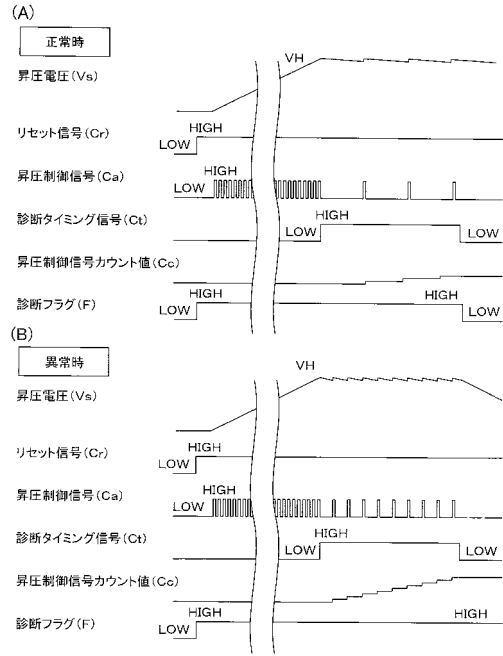 (A)
正常時
VH
昇圧電圧(Vs)
HIGH
リセット信号(Cr)
LOW
HIGH
昇圧制御信号(Ca)
LOW
HIGH
診断タイミング信号(Ct)
LOW
LOW
昇圧制御信号カウント値(Cc)
HIGH
HIGH
診断フラグ(F)
LOW
LOW
(B)
異常時
VH
昇圧電圧(Vs)
HIGH
リセット信号(Cr)
LOW
HIGH
昇圧制御信号(Ca)
LOW
HIGH
診断タイミング信号(Ct)
LOW
LOW
昇圧制御信号カウント値(Cc)
HIGH
HIGH
診断フラグ(F)
LOW